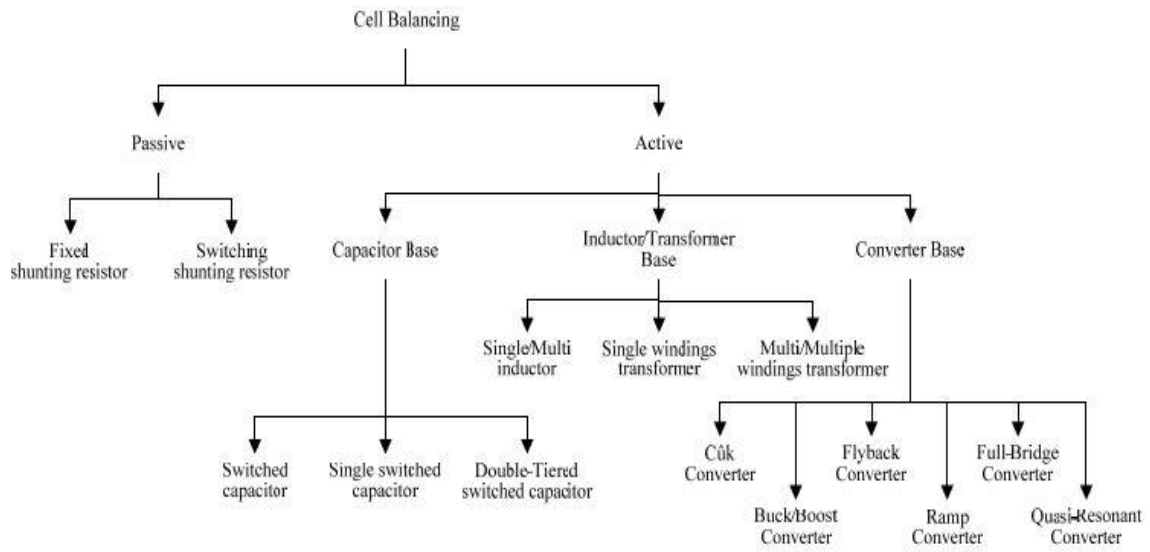 Cell Balancing
Passive
Active
Fixed
shunting resistor
Switching
shunting resistor
Capacitor Base
Inductor/Transformer
Base
Converter Base
Single/Multi
inductor
Single windings
transformer
Multi/Multiple
windings transformer
Switched
capacitor
Single switched
capacitor
Double-Tiered
switched capacitor
Cûk
Converter
Flyback
Converter
Full-Bridge
Converter
Buck/Boost
Converter
Ramp
Converter
Quasi-Resonant
Converter